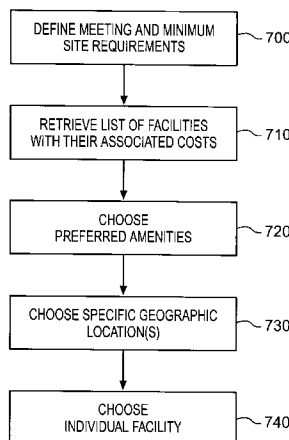 DEFINE MEETING AND MINIMUM
SITE REQUIREMENTS
700
RETRIEVE LIST OF FACILITIES
WITH THEIR ASSOCIATED COSTS
710
CHOOSE
PREFERRED AMENITIES
720
CHOOSE SPECIFIC GEOGRAPHIC
LOCATION(S)
730
CHOOSE
INDIVIDUAL FACILITY
740